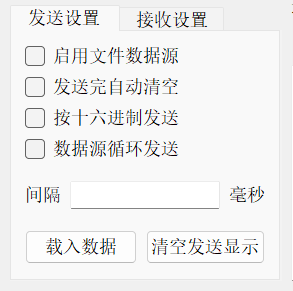 发送设置 接收设置
启用文件数据源
发送完自动清空
按十六进制发送
数据源循环发送
间隔 毫秒
载入数据 清空发送显示